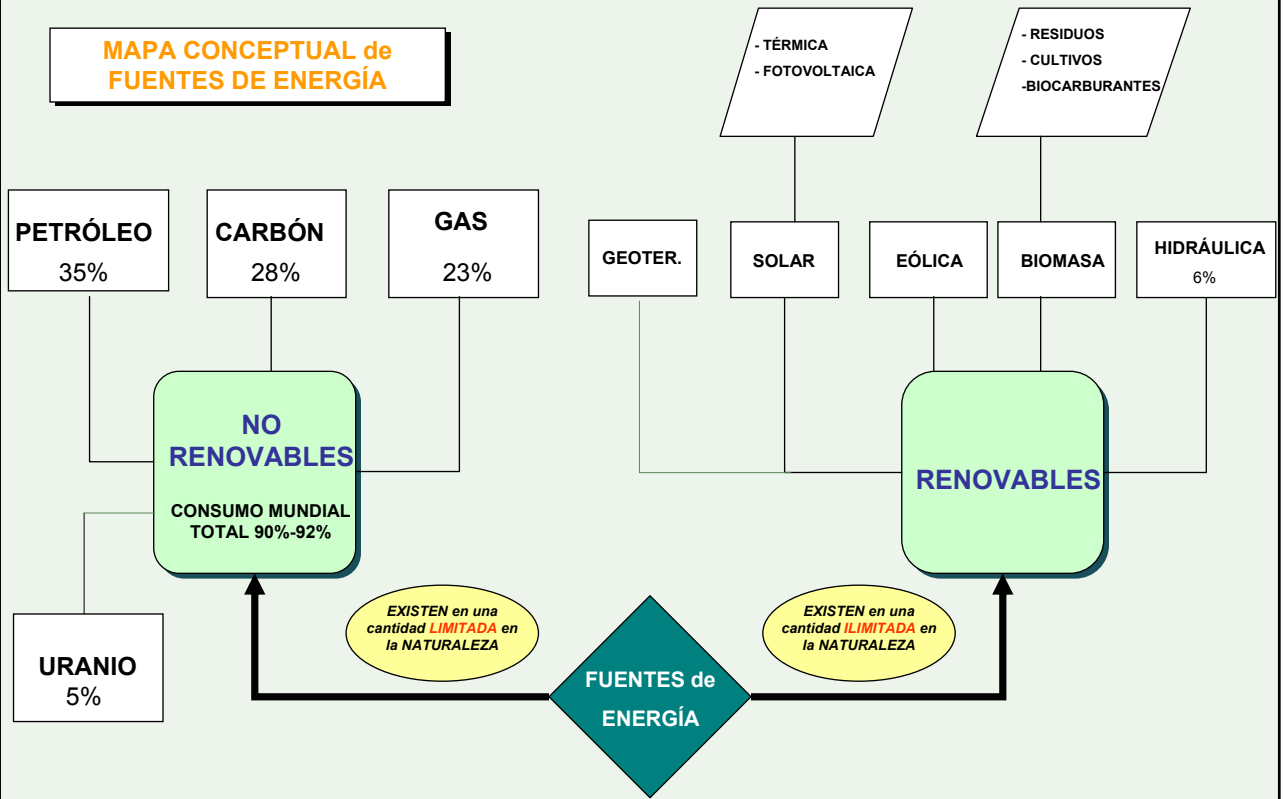 MAPA CONCEPTUAL de
FUENTES DE ENERGÍA
- TÉRMICA
- FOTOVOLTAICA
- RESIDUOS
- CULTIVOS
-BIOCARBURANTES
PETRÓLEO
35%
CARBÓN
28%
GAS
23%
GEOTER.
SOLAR
EÓLICA
BIOMASA
HIDRÁULICA
6%
NO
RENOVABLES
CONSUMO MUNDIAL
TOTAL 90%-92%
RENOVABLES
URANIO
5%
EXISTEN en una
cantidad LIMITADA en
la NATURALEZA
FUENTES de
ENERGÍA
EXISTEN en una
cantidad ILIMITADA en
la NATURALEZA